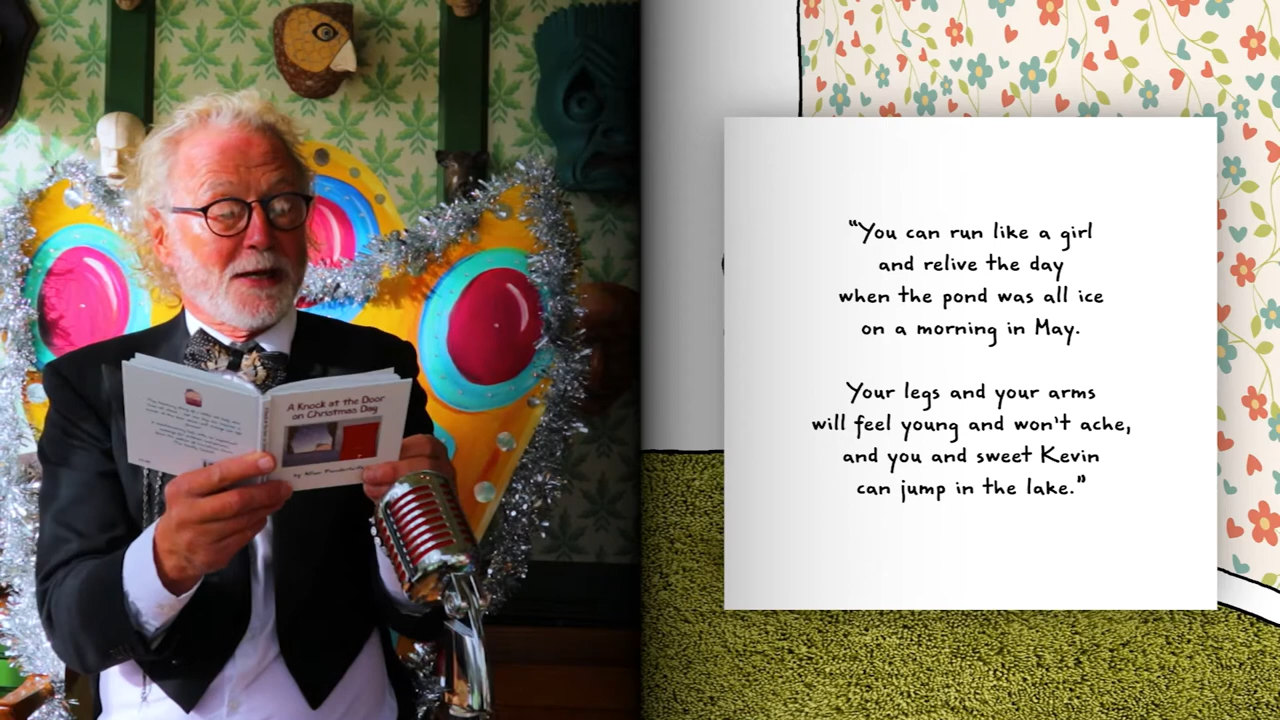 A Knock at the Door
on Christmas Day
by
"You can run like a girl
and relive the day
when the pond was all ice
on a morning in May.
Your legs and your arms
will feel young and won't ache,
and you and sweet Kevin
can jump in the lake."